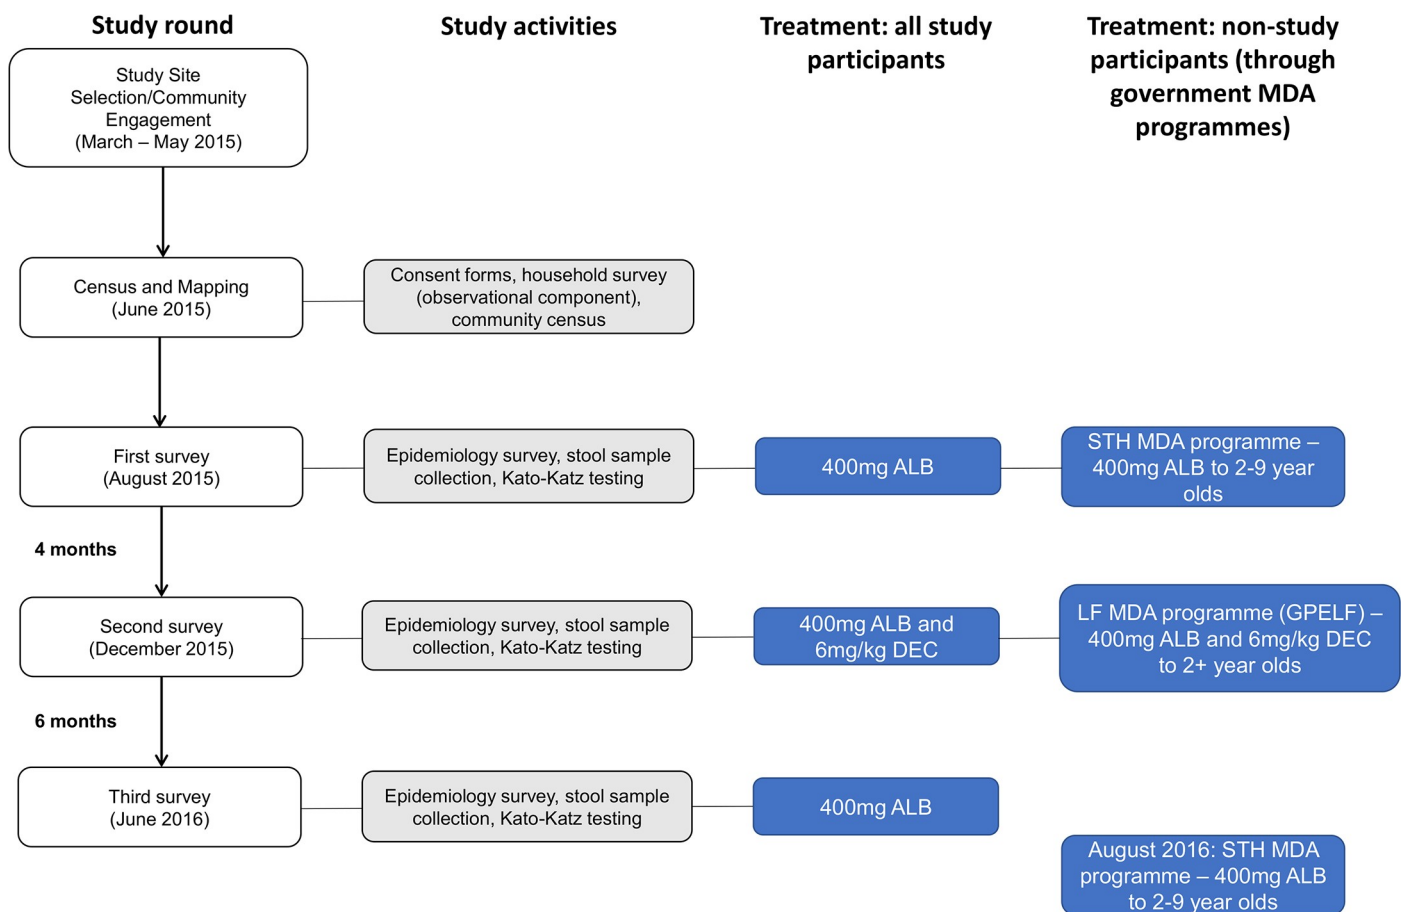 Study round
Study activities
Treatment: all study
participants
Treatment: non-study
participants (through
government MDA
programmes)
Study Site
Selection/Community
Engagement
(March – May 2015)
Census and Mapping
(June 2015)
Consent forms, household survey
(observational component),
community census
First survey
(August 2015)
Epidemiology survey, stool sample
collection, Kato-Katz testing
400mg ALB
STH MDA programme –
400mg ALB to 2-9 year
olds
4 months
Second survey
(December 2015)
Epidemiology survey, stool sample
collection, Kato-Katz testing
400mg ALB and
6mg/kg DEC
LF MDA programme (GPELF) –
400mg ALB and 6mg/kg DEC
to 2+ year olds
6 months
Third survey
(June 2016)
Epidemiology survey, stool sample
collection, Kato-Katz testing
400mg ALB
August 2016: STH MDA
programme – 400mg ALB
to 2-9 year olds